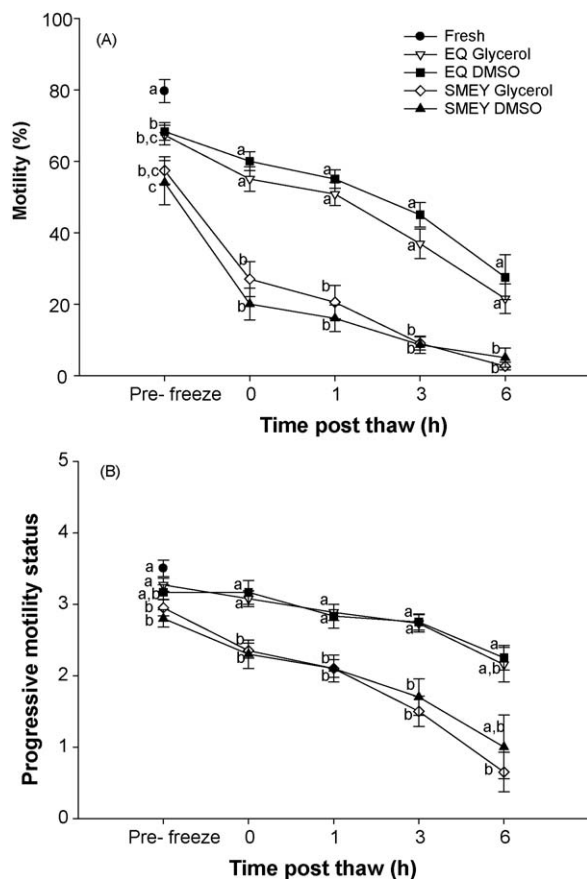 (A)
Fresh
EQ Glycerol
EQ DMSO
SMEY Glycerol
SMEY DMSO
Motility (%)
100
80
60
40
20
0
a
b
b,c
b,c
c
a
a
b
b
a
a
b
b
a
a
b
b
a
a
b
b
Pre- freeze
0
1
3
6
Time post thaw (h)
(B)
Progressive motility status
5
4
3
2
1
0
a
a
a,b
b
b
a
a
b
b
a
a
b
b
a
a
b
b
a
a,b
a,b
b
Pre- freeze
0
1
3
6
Time post thaw (h)